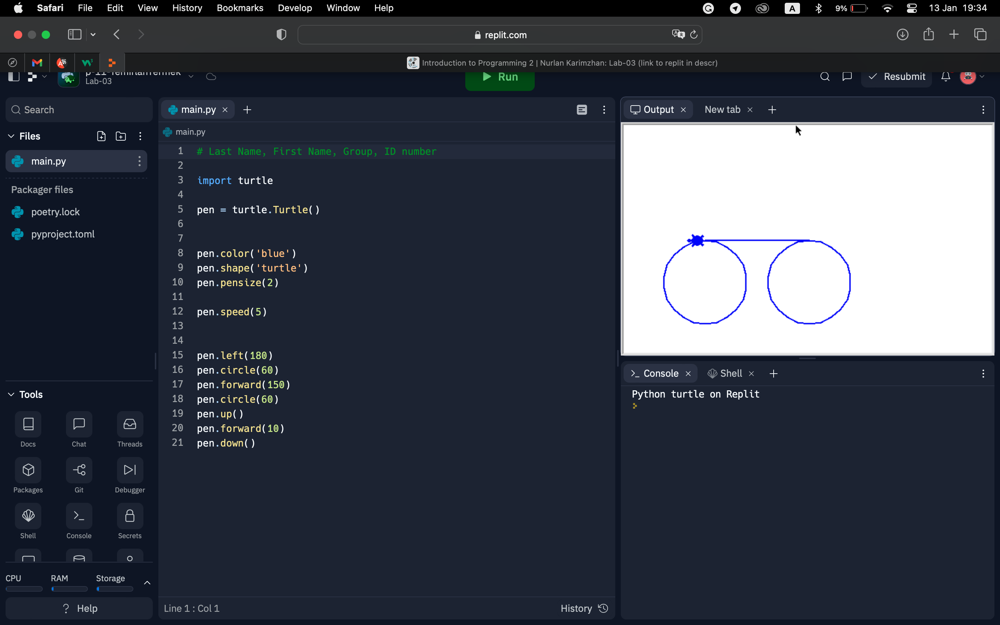 Safari File Edit View History Bookmarks Develop Window Help A 9% 13 Jan 19:34
replit.com
Introduction to Programming 2 | Nurlan Karimzhan: Lab-03 (link to replit in descr)
Lab-03
Run
Resubmit
Search
Files
main.py
Packager files
poetry.lock
pyproject.toml
Tools
Docs Chat Threads
Packages Git Debugger
Shell Console Secrets
CPU RAM Storage
? Help
main.py
main.py
1 # Last Name, First Name, Group, ID number
2
3 import turtle
4
5 pen = turtle.Turtle()
6
7
8 pen.color('blue')
9 pen.shape('turtle')
10 pen.pensize(2)
11
12 pen.speed(5)
13
14
15 pen.left(180)
16 pen.circle(60)
17 pen.forward(150)
18 pen.circle(60)
19 pen.up()
20 pen.forward(10)
21 pen.down()
Line 1 : Col 1 History
Output New tab
Console Shell
Python turtle on Replit